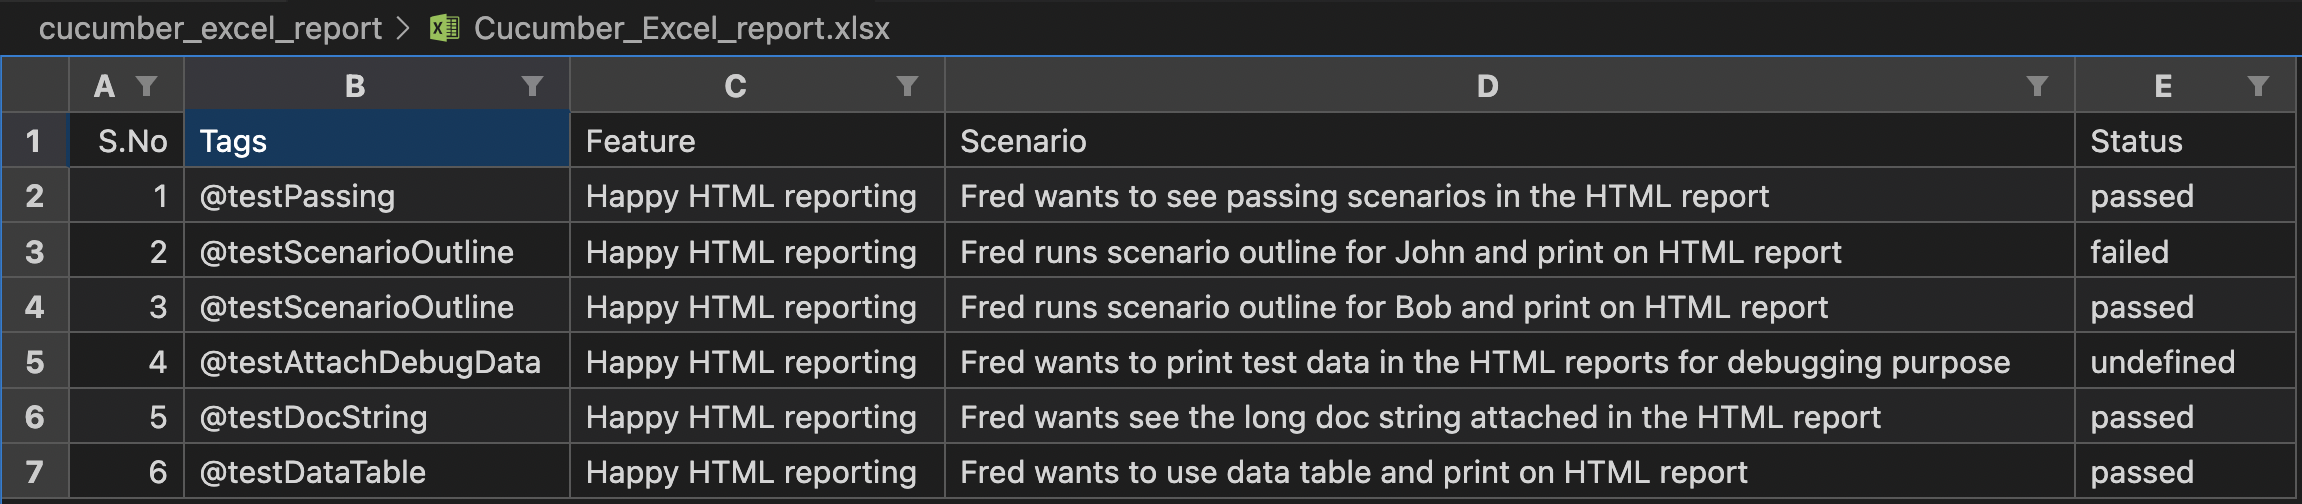 cucumber_excel_report > Cucumber_Excel_report.xlsx
A B C D E
1 S.No Tags Feature Scenario Status
2 1 @testPassing Happy HTML reporting Fred wants to see passing scenarios in the HTML report passed
3 2 @testScenarioOutline Happy HTML reporting Fred runs scenario outline for John and print on HTML report failed
4 3 @testScenarioOutline Happy HTML reporting Fred runs scenario outline for Bob and print on HTML report passed
5 4 @testAttachDebugData Happy HTML reporting Fred wants to print test data in the HTML reports for debugging purpose undefined
6 5 @testDocString Happy HTML reporting Fred wants see the long doc string attached in the HTML report passed
7 6 @testDataTable Happy HTML reporting Fred wants to use data table and print on HTML report passed